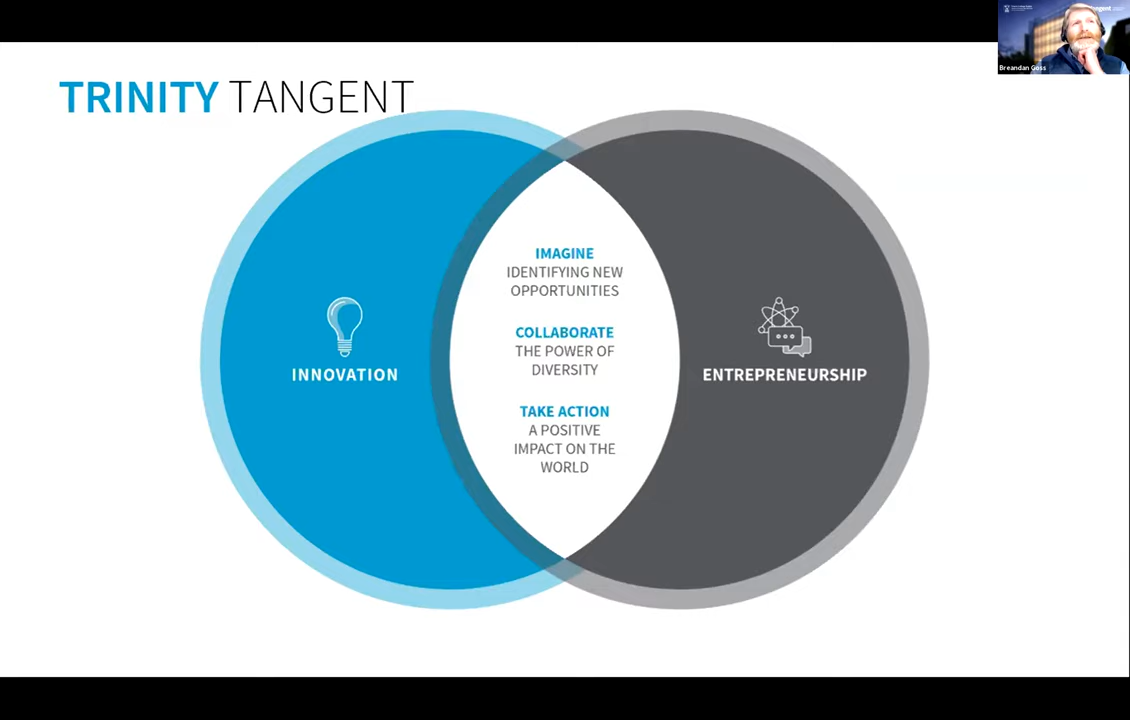 TRINITY TANGENT
IMAGINE
IDENTIFYING NEW
OPPORTUNITIES
COLLABORATE
THE POWER OF
DIVERSITY
TAKE ACTION
A POSITIVE
IMPACT ON THE
WORLD
INNOVATION
ENTREPRENEURSHIP
Breandan Goss